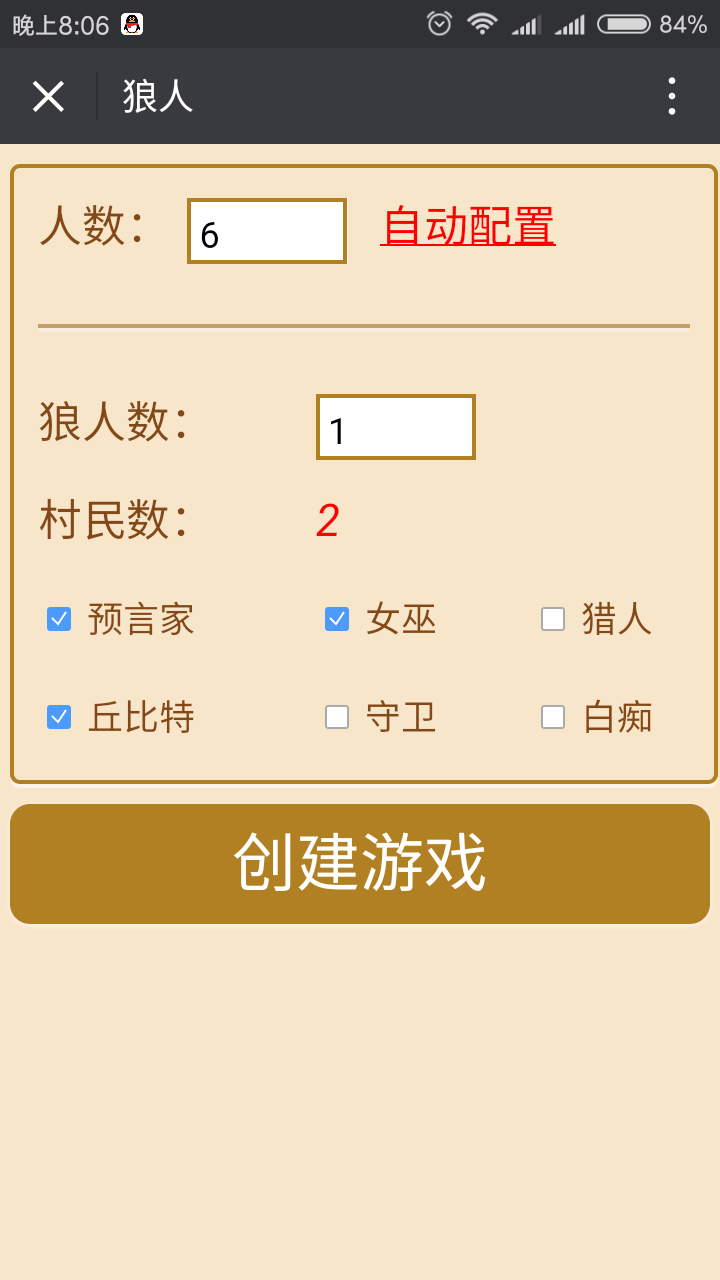 晚上8:06 84%
狼人
人数： 6 自动配置
狼人数： 1
村民数： 2
预言家 女巫 猎人
丘比特 守卫 白痴
创建游戏